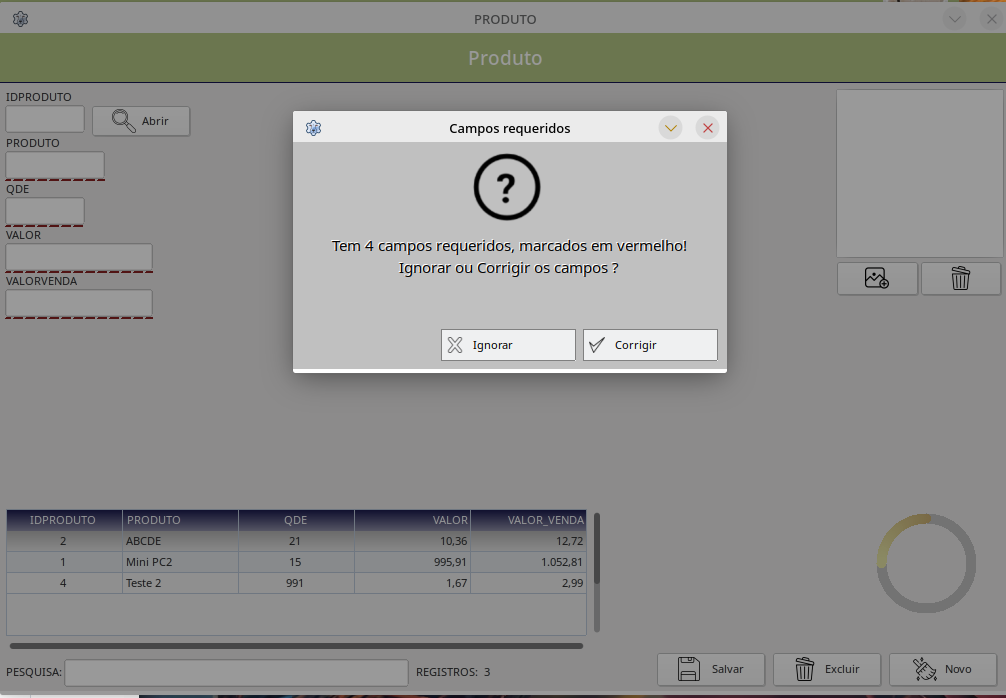 PRODUTO
Produto
IDPRODUTO
Abrir
PRODUTO
QDE
VALOR
VALORVENDA
Campos requeridos
?
Tem 4 campos requeridos, marcados em vermelho!
Ignorar ou Corrigir os campos ?
Ignorar Corrigir
IDPRODUTO PRODUTO QDE VALOR VALOR_VENDA
2 ABCDE 21 10,36 12,72
1 Mini PC2 15 995,91 1.052,81
4 Teste 2 991 1,67 2,99
PESQUISA: REGISTROS: 3 Salvar Excluir Novo